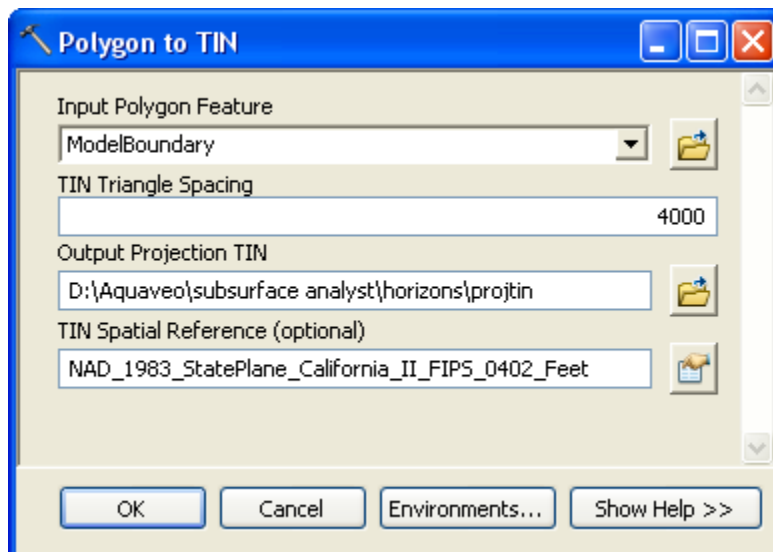 Polygon to TIN
Input Polygon Feature
ModelBoundary
TIN Triangle Spacing
4000
Output Projection TIN
D:\Aquaveo\subsurface analyst\horizons\projtin
TIN Spatial Reference (optional)
NAD_1983_StatePlane_California_II_FIPS_0402_Feet
OK Cancel Environments... Show Help >>